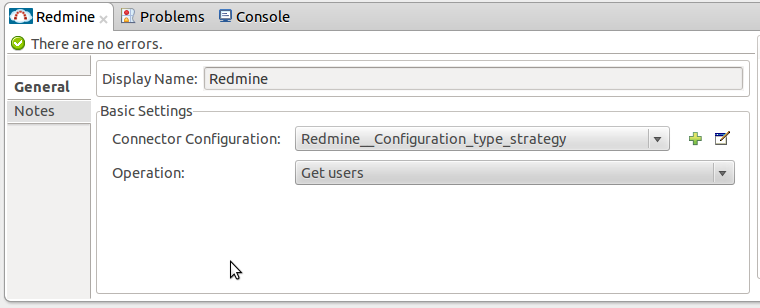 Redmine Problems Console
There are no errors.
General
Notes
Display Name: Redmine
Basic Settings
Connector Configuration: Redmine__Configuration_type_strategy
Operation: Get users